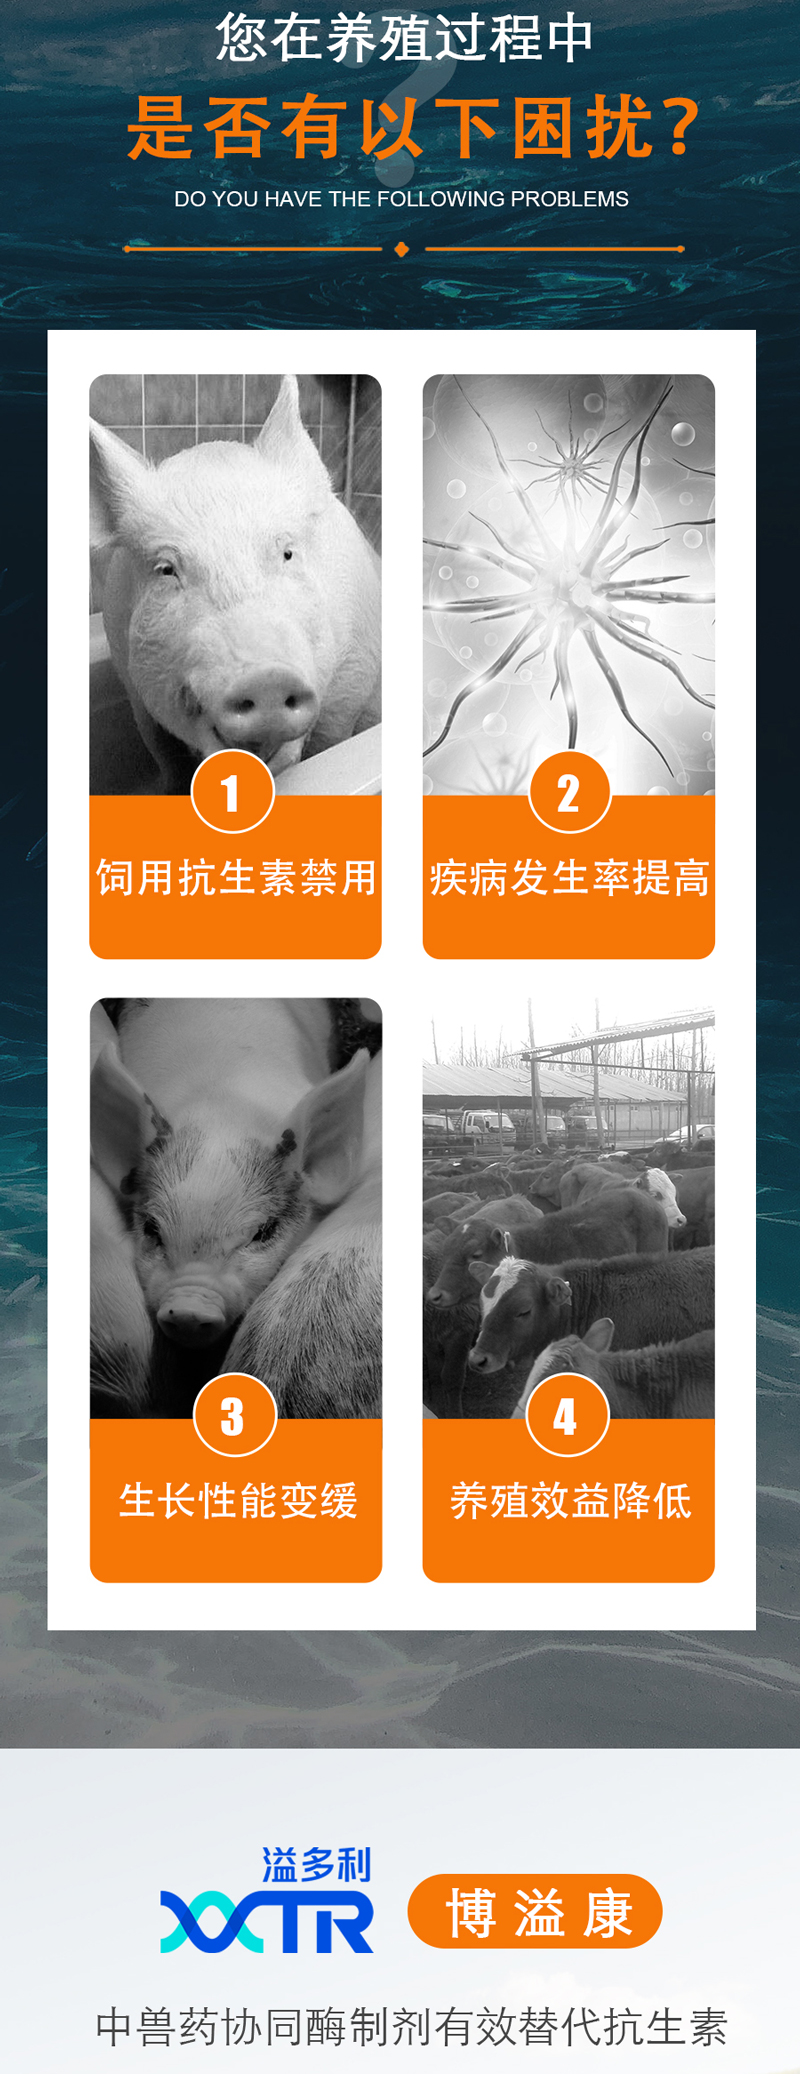 您在养殖过程中
是否有以下困扰?
DO YOU HAVE THE FOLLOWING PROBLEMS
1
饲用抗生素禁用
2
疾病发生率提高
3
生长性能变缓
4
养殖效益降低
溢多利
VTR
博溢康
中兽药协同酶制剂有效替代抗生素